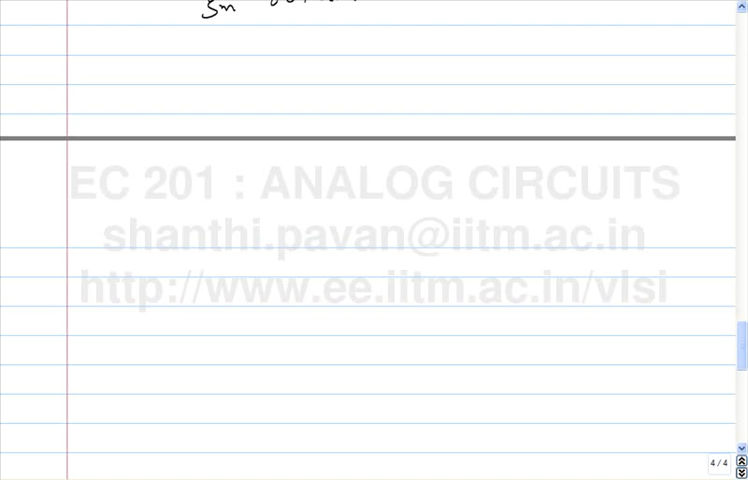 EC 201 : ANALOG CIRCUITS
shanthi.pavan@iitm.ac.in
http://www.ee.iitm.ac.in/vlsi
4 / 4